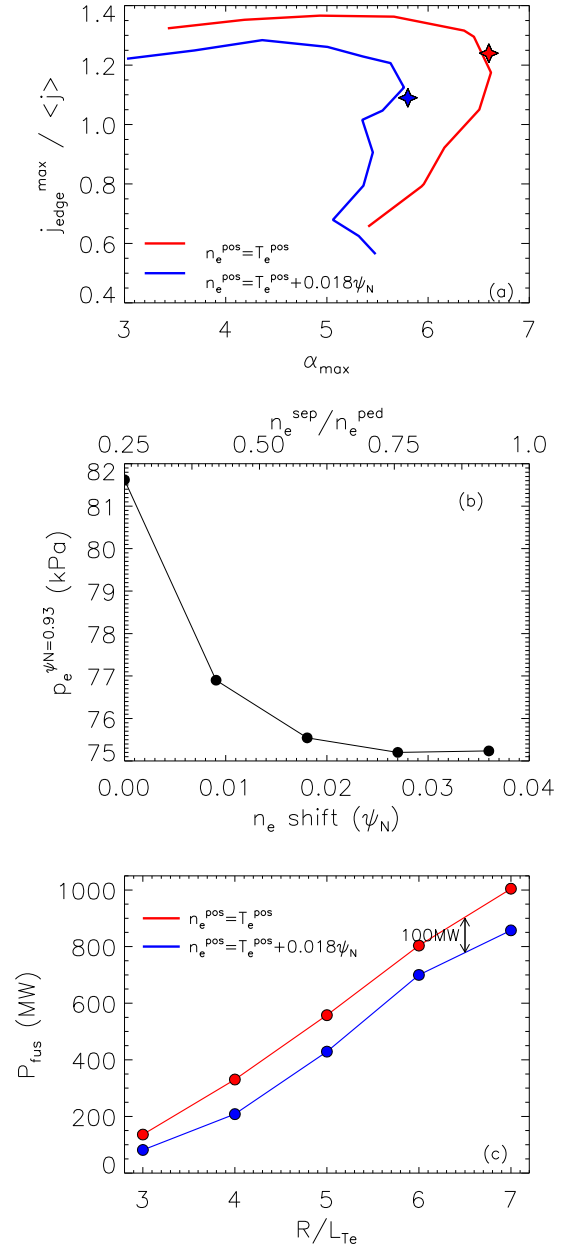 1.4
1.2
1.0
0.8
0.6
0.4
j_edge^max / <j>
n_e^pos=T_e^pos
n_e^pos=T_e^pos+0.018ψ_N
(a)
3 4 5 6 7
α_max
n_e^sep/n_e^ped
0.25 0.50 0.75 1.0
82
81
80
79
78
77
76
75
p_e^ψN=0.93 (kPa)
(b)
0.00 0.01 0.02 0.03 0.04
n_e shift (ψ_N)
1000
800
600
400
200
0
P_fus (MW)
n_e^pos=T_e^pos
n_e^pos=T_e^pos+0.018ψ_N
100MW
(c)
3 4 5 6 7
R/L_Te